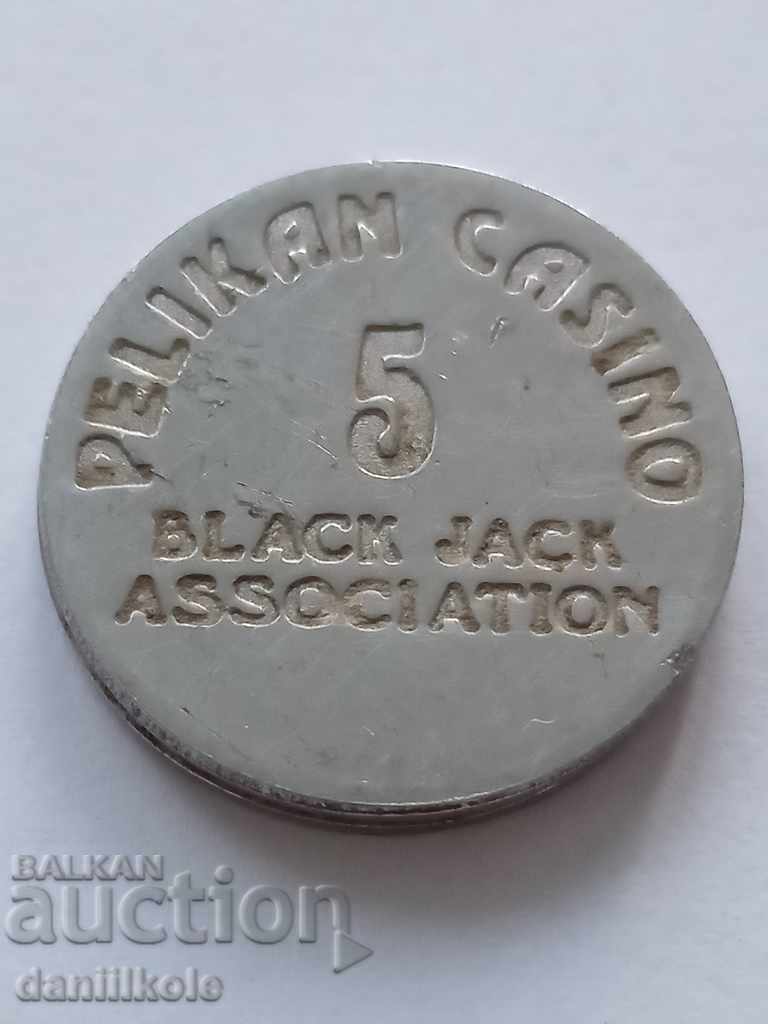 PELIKAN CASINO
5
BLACK JACK
ASSOCIATION
BALKAN
auction
daniilkole